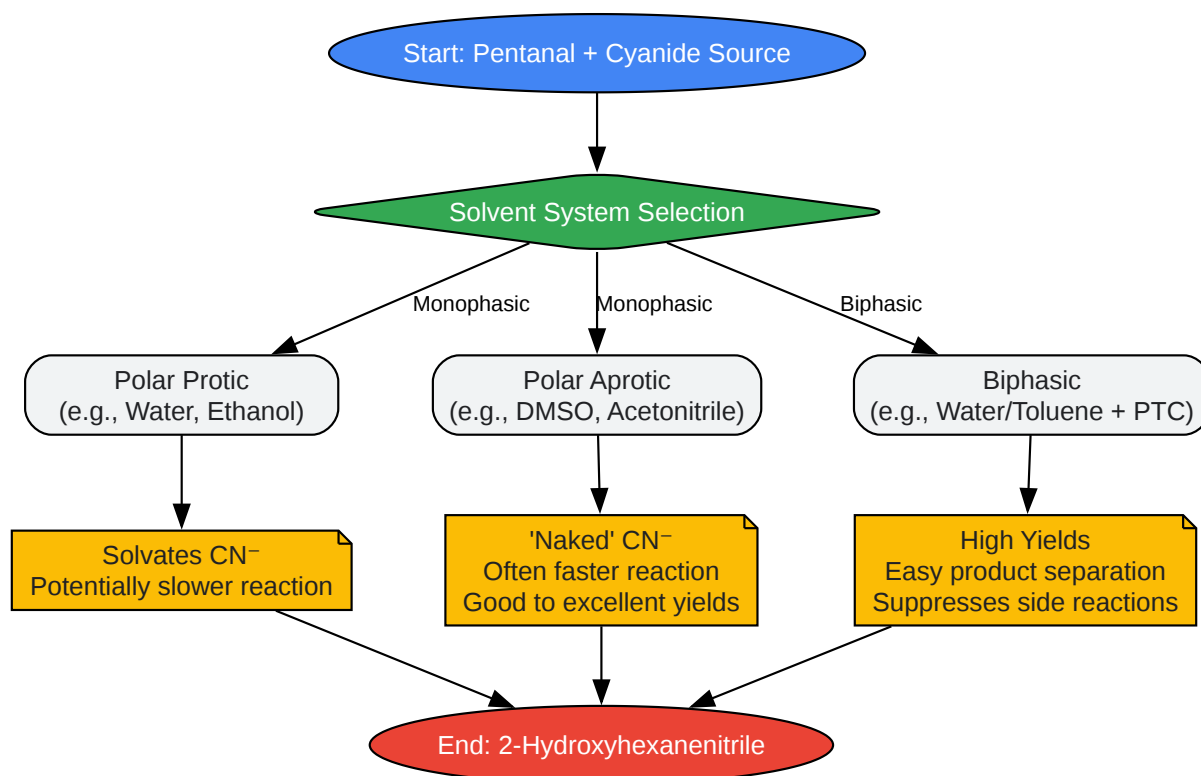 Start: Pentanal + Cyanide Source
Solvent System Selection
Monophasic
Monophasic
Biphasic
Polar Protic
(e.g., Water, Ethanol)
Polar Aprotic
(e.g., DMSO, Acetonitrile)
Biphasic
(e.g., Water/Toluene + PTC)
Solvates CN⁻
Potentially slower reaction
'Naked' CN⁻
Often faster reaction
Good to excellent yields
High Yields
Easy product separation
Suppresses side reactions
End: 2-Hydroxyhexanenitrile